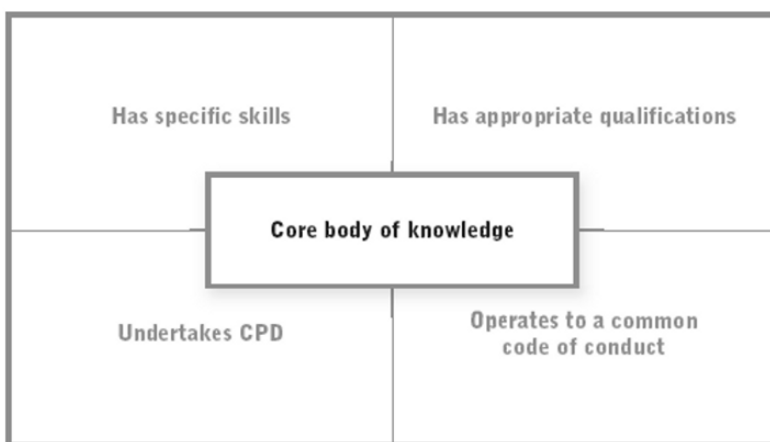 Has specific skills
Has appropriate qualifications
Core body of knowledge
Undertakes CPD
Operates to a common
code of conduct